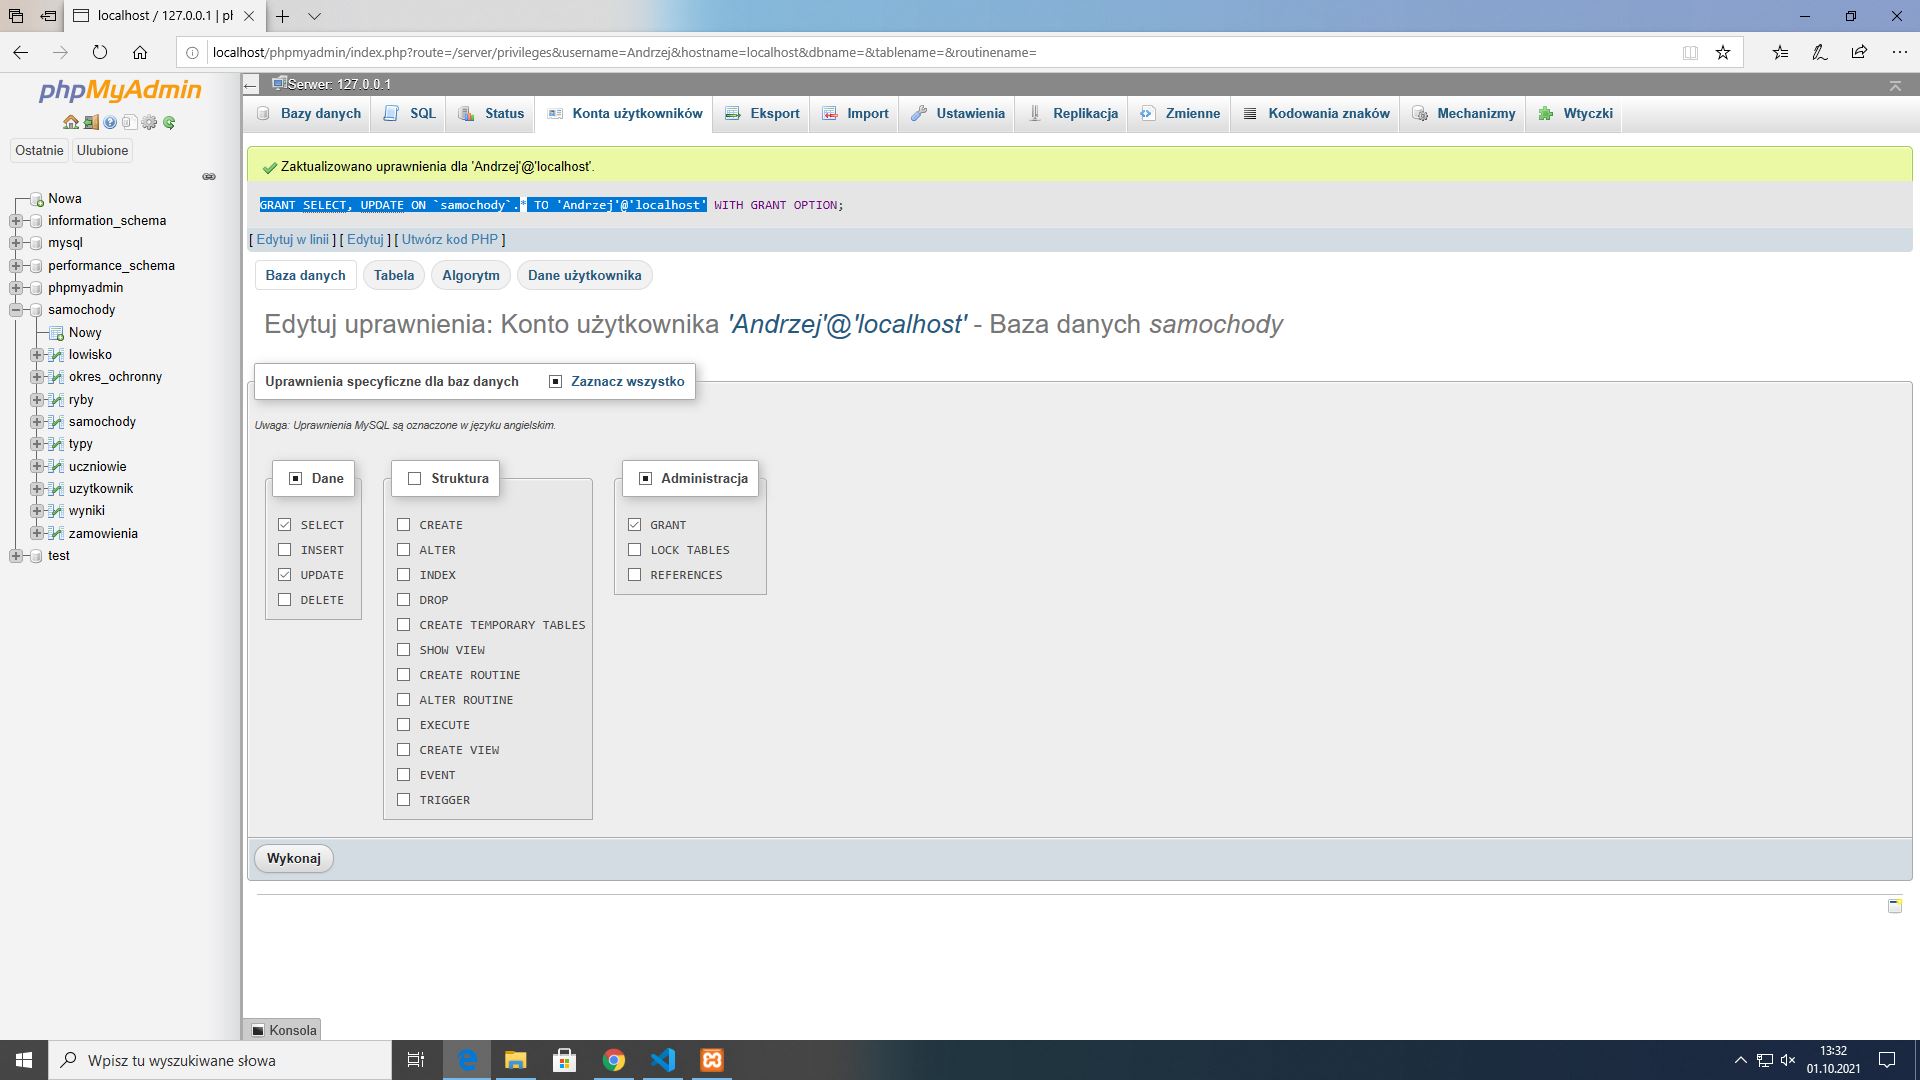 localhost / 127.0.0.1 | ph
localhost/phpmyadmin/index.php?route=/server/privileges&username=Andrzej&hostname=localhost&dbname=&tablename=&routinename=
phpMyAdmin
Ostatnie
Ulubione
Nowa
information_schema
mysql
performance_schema
phpmyadmin
samochody
Nowy
lowisko
okres_ochronny
ryby
samochody
typy
uczniowie
uzytkownik
wyniki
zamowienia
test
Serwer: 127.0.0.1
Bazy danych
SQL
Status
Konta użytkowników
Eksport
Import
Ustawienia
Replikacja
Zmienne
Kodowania znaków
Mechanizmy
Wtyczki
Zaktualizowano uprawnienia dla 'Andrzej'@'localhost'.
GRANT SELECT, UPDATE ON `samochody`.* TO 'Andrzej'@'localhost' WITH GRANT OPTION;
[ Edytuj w linii ] [ Edytuj ] [ Utwórz kod PHP ]
Baza danych
Tabela
Algorytm
Dane użytkownika
Edytuj uprawnienia: Konto użytkownika 'Andrzej'@'localhost' - Baza danych samochody
Uprawnienia specyficzne dla baz danych
Zaznacz wszystko
Uwaga: Uprawnienia MySQL są oznaczone w języku angielskim.
Dane
SELECT
INSERT
UPDATE
DELETE
Struktura
CREATE
ALTER
INDEX
DROP
CREATE TEMPORARY TABLES
SHOW VIEW
CREATE ROUTINE
ALTER ROUTINE
EXECUTE
CREATE VIEW
EVENT
TRIGGER
Administracja
GRANT
LOCK TABLES
REFERENCES
Wykonaj
Konsola
Wpisz tu wyszukiwane słowa
13:32
01.10.2021